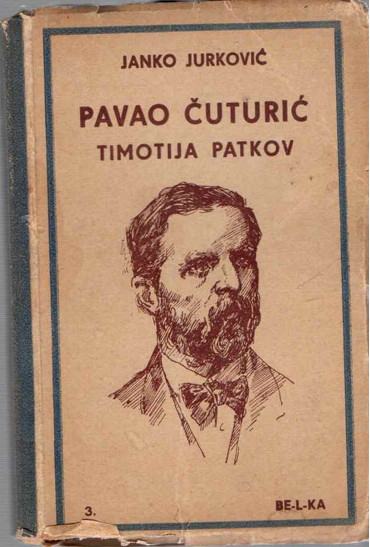 JANKO JURKOVIĆ
PAVAO ČUTURIĆ
TIMOTIJA PATKOV
3.
BE-L-KA